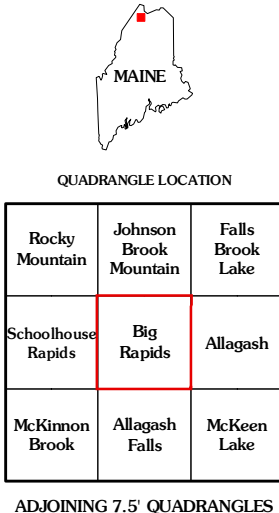 MAINE
QUADRANGLE LOCATION
Rocky
Mountain
Johnson
Brook
Mountain
Falls
Brook
Lake
Schoolhouse
Rapids
Big
Rapids
Allagash
McKinnon
Brook
Allagash
Falls
McKeen
Lake
ADJOINING 7.5' QUADRANGLES